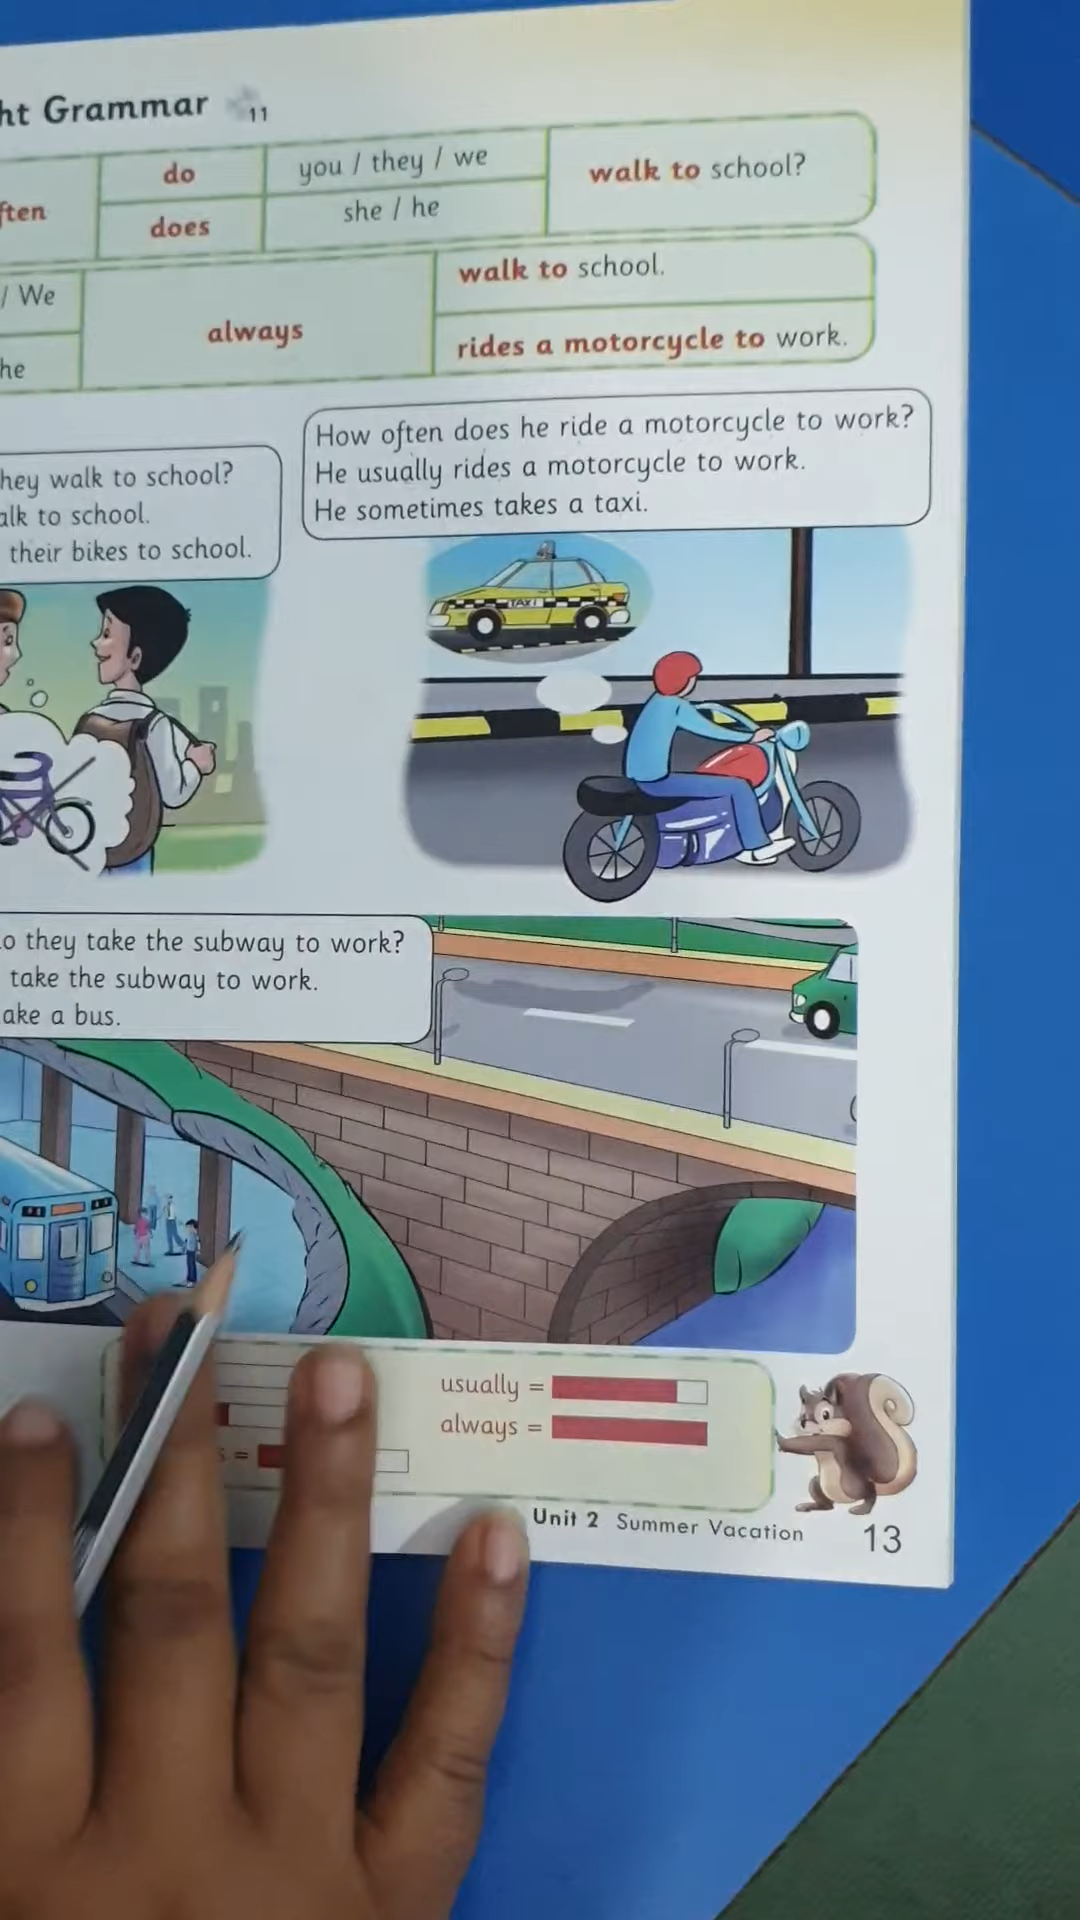 ht Grammar 11
do you / they / we walk to school?
ften
does she / he
/ We always walk to school.
he rides a motorcycle to work.
How often does he ride a motorcycle to work?
He usually rides a motorcycle to work.
He sometimes takes a taxi.
hey walk to school?
alk to school.
their bikes to school.
TAXI
o they take the subway to work?
take the subway to work.
ake a bus.
usually =
always =
s =
Unit 2 Summer Vacation 13